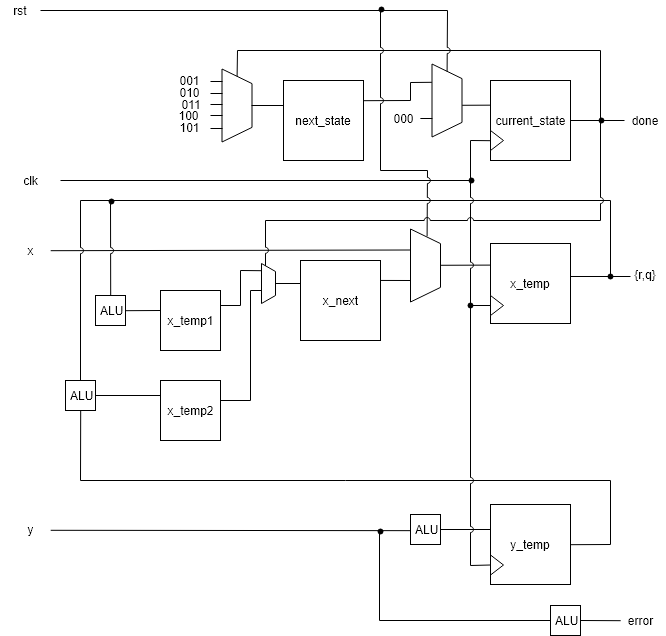 rst
001
010
011
100
101
next_state
000
current_state
done
clk
x
x_temp
{r,q}
ALU
x_temp1
x_next
ALU
x_temp2
y
ALU
y_temp
ALU
error